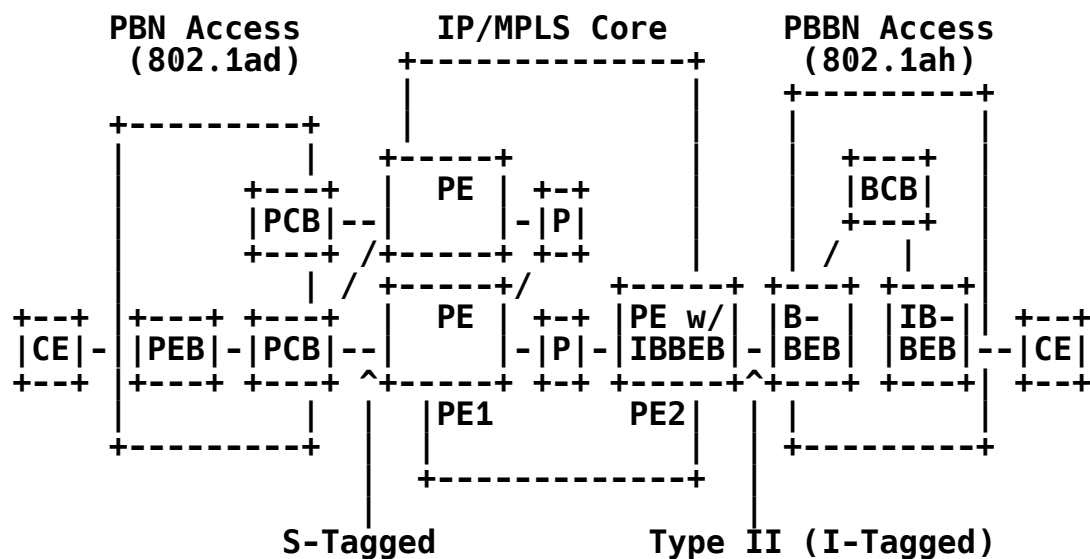 PBN Access IP/MPLS Core PBBN Access
(802.1ad) (802.1ah)
PE BCB
PCB P
PE PE w/ B- IB-
CE PEB PCB P IBBEB BEB BEB CE
PE1 PE2
S-Tagged Type II (I-Tagged)